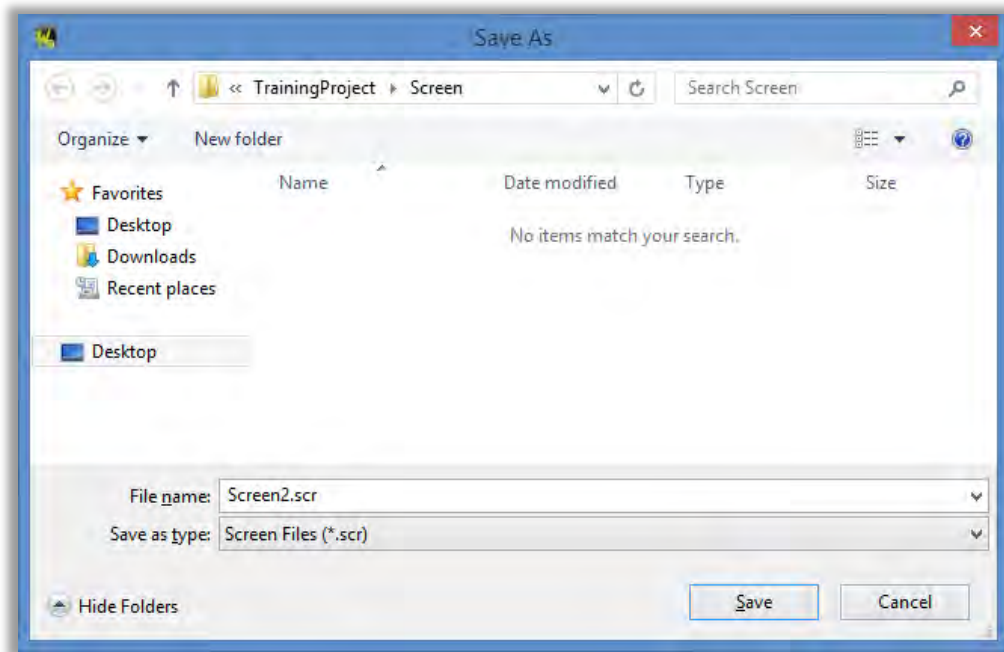 Save As
« TrainingProject Screen
Search Screen
Organize New folder
Name Date modified Type Size
No items match your search.
Favorites
Desktop
Downloads
Recent places
Desktop
File name: Screen2.scr
Save as type: Screen Files (*.scr)
Hide Folders Save Cancel